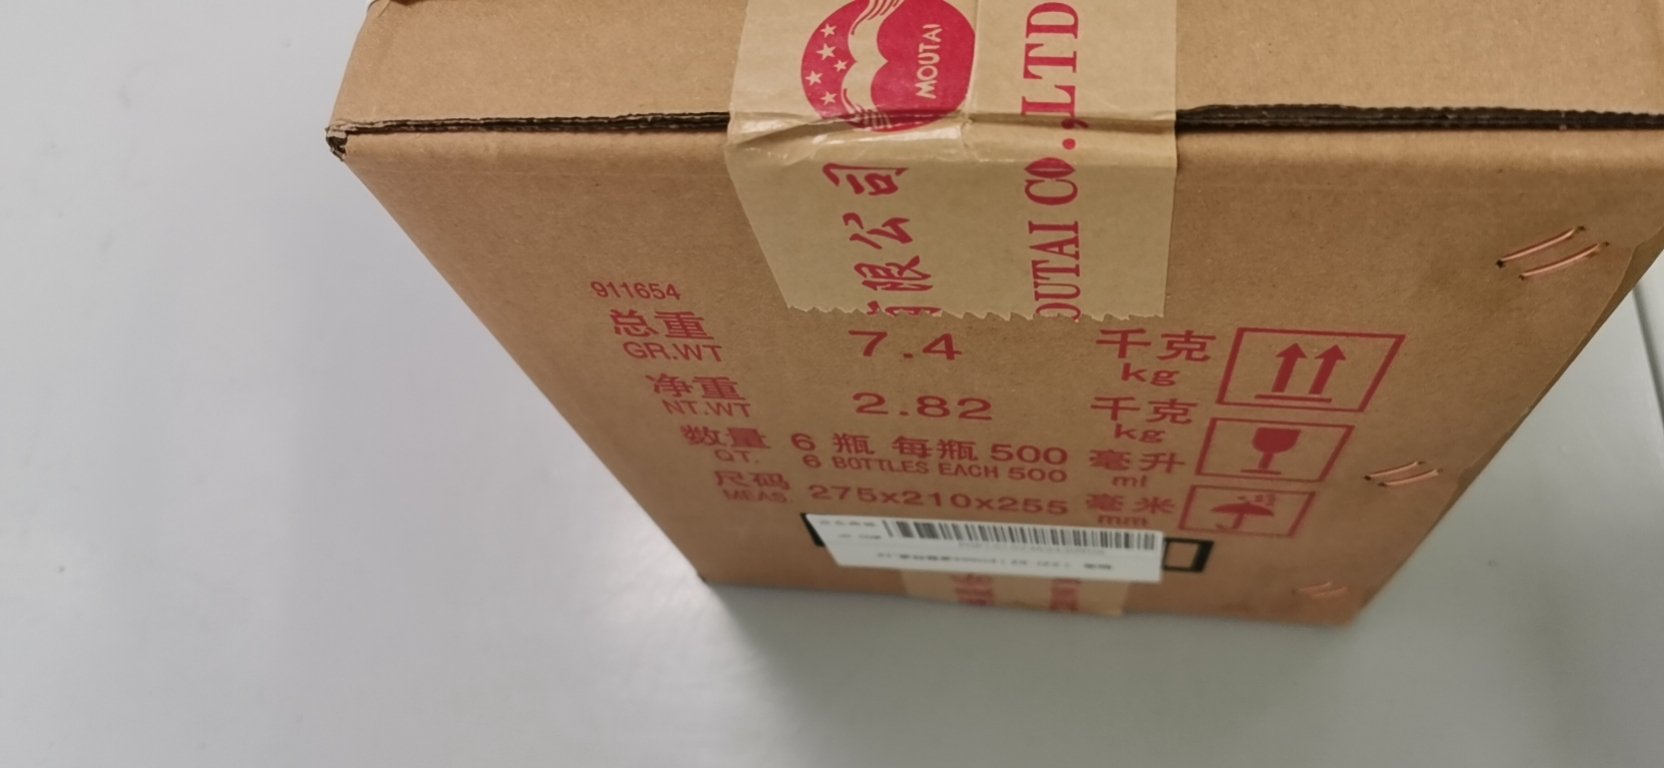 MOUTAI
限公司
OUTAI CO.,LTD
911654
总重 7.4 千克
GR.WT kg
净重 2.82 千克
NT.WT kg
数量 6 瓶 每瓶 500 毫升
QT. 6 BOTTLES EACH 500 ml
尺码 275x210x255 毫米
MEAS. mm